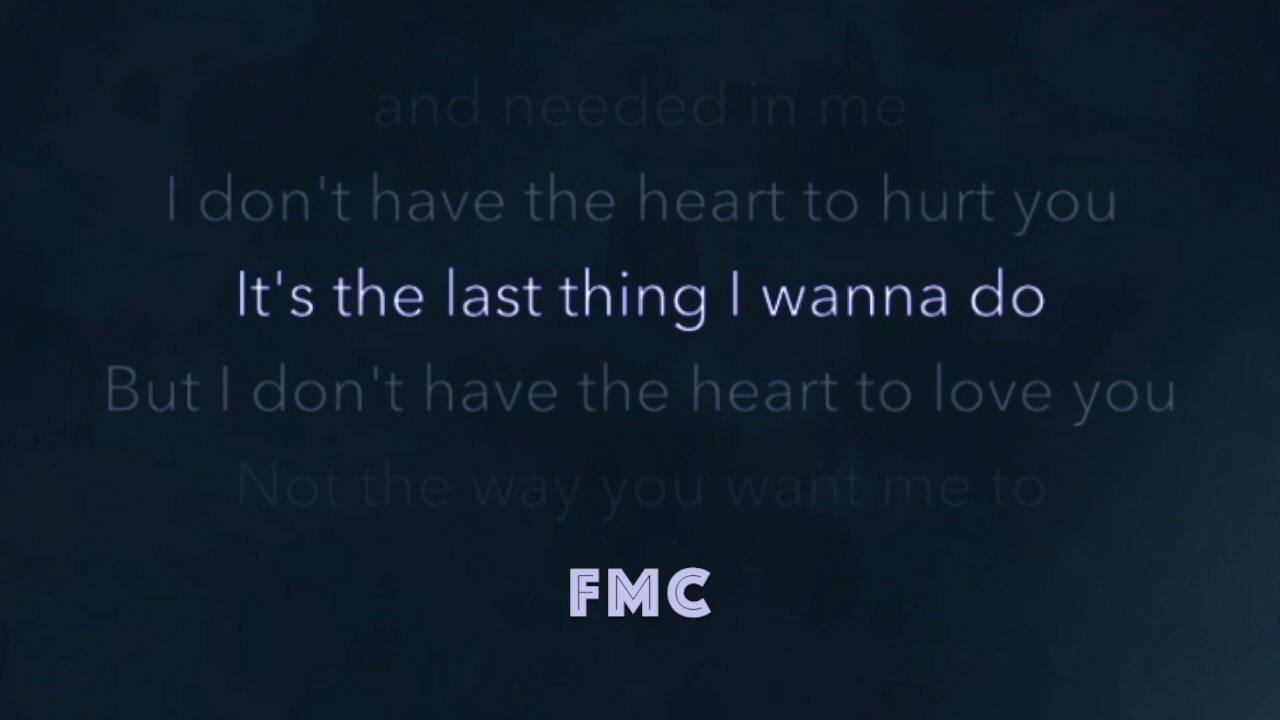 and needed in me
I don't have the heart to hurt you
It's the last thing I wanna do
But I don't have the heart to love you
Not the way you want me to
FMC